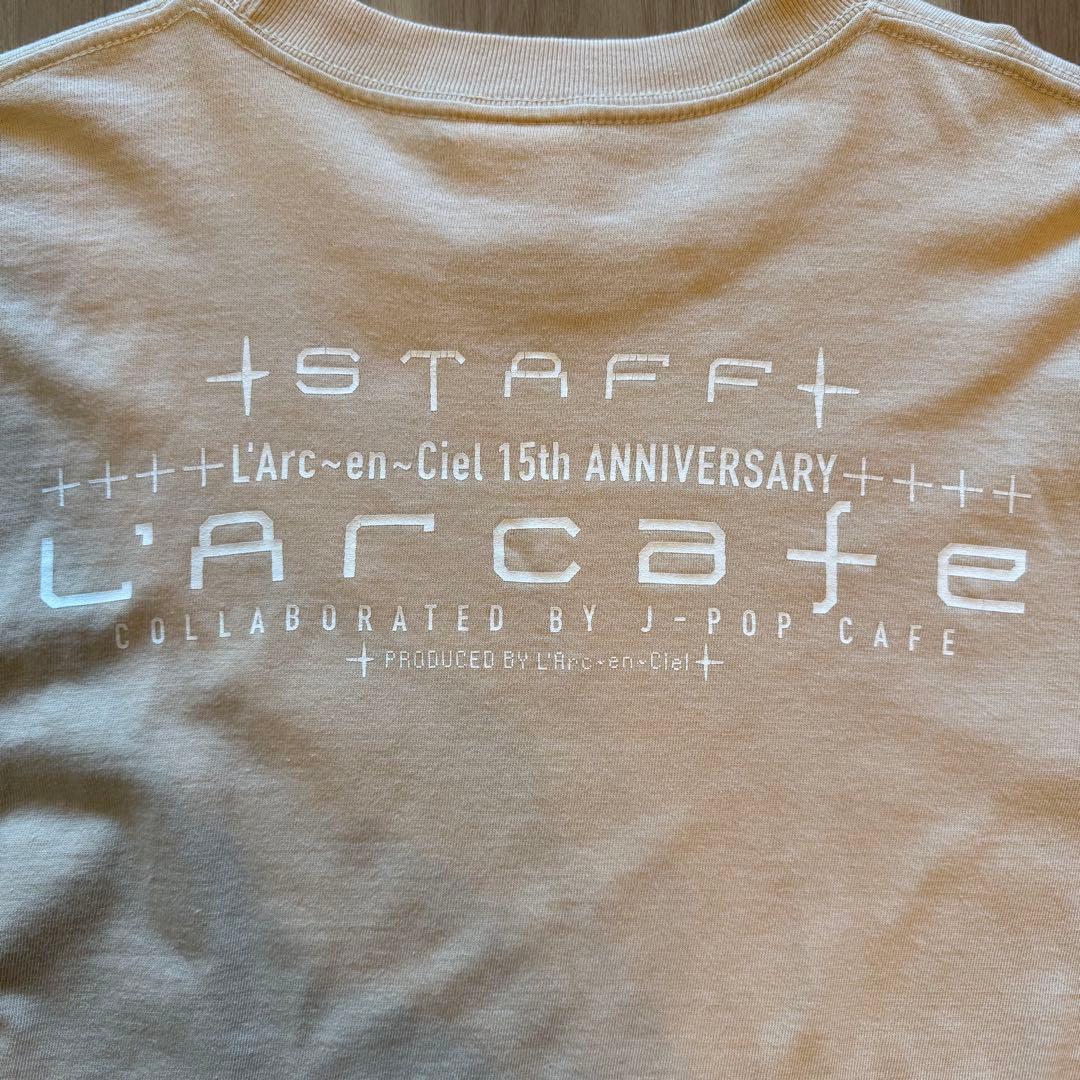 STAFF
L'Arc~en~Ciel 15th ANNIVERSARY
L'Arcafe
COLLABORATED BY J-POP CAFE
PRODUCED BY L'Arc~en~Ciel